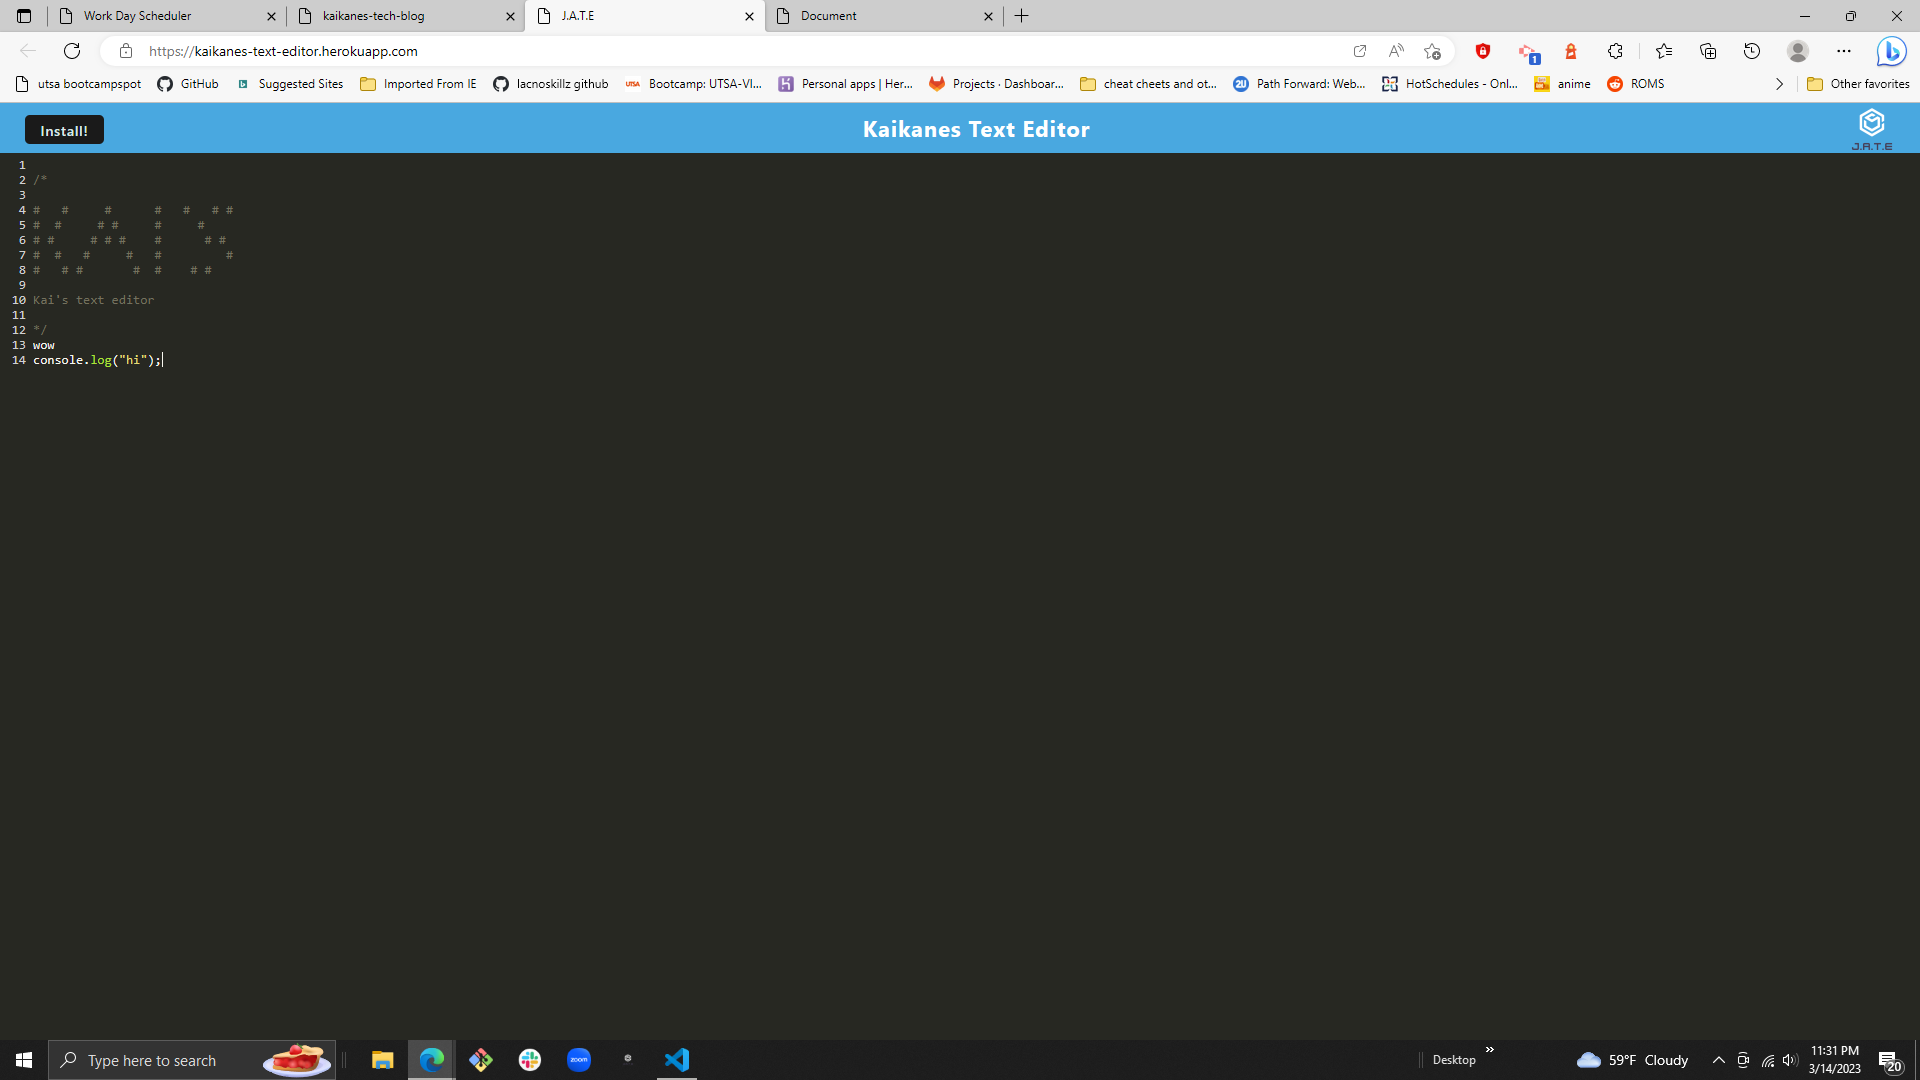 Work Day Scheduler
kaikanes-tech-blog
J.A.T.E
Document
https://kaikanes-text-editor.herokuapp.com
1
utsa bootcampspot
GitHub
Suggested Sites
Imported From IE
lacnoskillz github
UTSA
Bootcamp: UTSA-VI...
Personal apps | Her...
Projects · Dashboar...
cheat cheets and ot...
2U
Path Forward: Web...
HotSchedules - Onl...
anime
ROMS
Other favorites
Install!
Kaikanes Text Editor
J.A.T.E
1
2 /*
3
4 #   #     #      #   #   # #
5 #  #     # #     #     #
6 # #     # # #    #      # #
7 #  #   #     #   #         #
8 #   # #       #  #    # #
9
10 Kai's text editor
11
12 */
13 wow
14 console.log("hi");
Type here to search
zoom
Desktop
59°F Cloudy
11:31 PM
3/14/2023
20